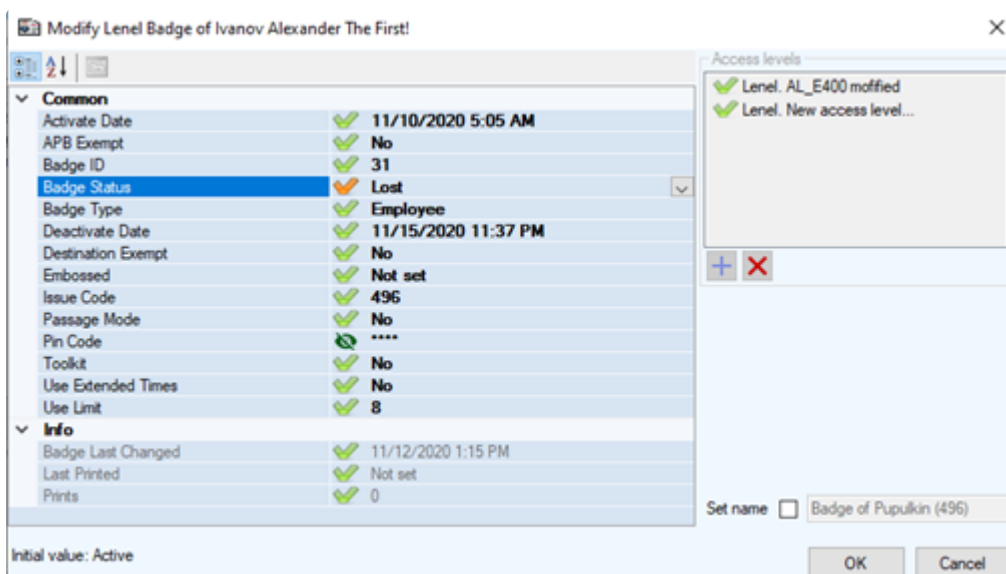 Modify Lenel Badge of Ivanov Alexander The First!
Access levels
Lenel. AL_E400 moffied
Lenel. New access level...
Common
Activate Date 11/10/2020 5:05 AM
APB Exempt No
Badge ID 31
Badge Status Lost
Badge Type Employee
Deactivate Date 11/15/2020 11:37 PM
Destination Exempt No
Embossed Not set
Issue Code 496
Passage Mode No
Pin Code ****
Toolkit No
Use Extended Times No
Use Limit 8
Info
Badge Last Changed 11/12/2020 1:15 PM
Last Printed Not set
Prints 0
Set name Badge of Pupulkin (496)
Initial value: Active
OK Cancel